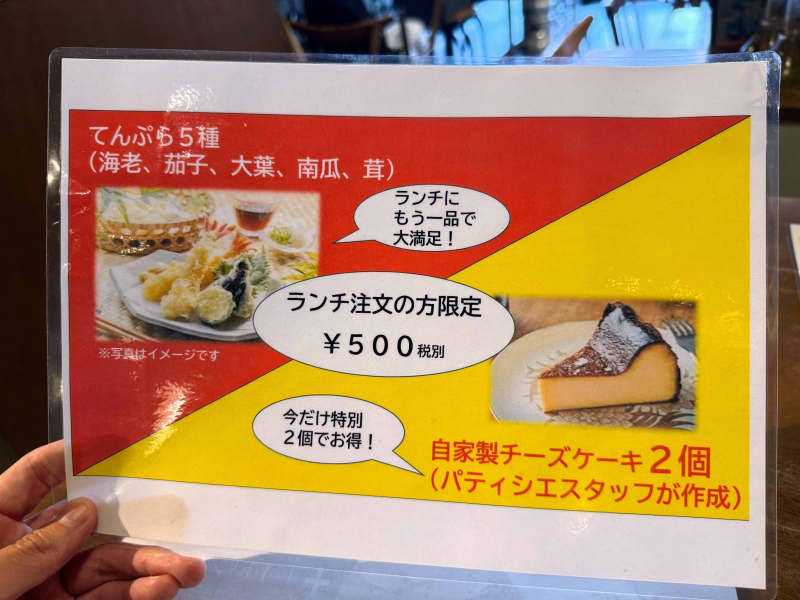 てんぷら５種
（海老、茄子、大葉、南瓜、茸）
ランチに
もう一品で
大満足！
ランチ注文の方限定
￥５００税別
※写真はイメージです
今だけ特別
２個でお得！
自家製チーズケーキ２個
（パティシエスタッフが作成）